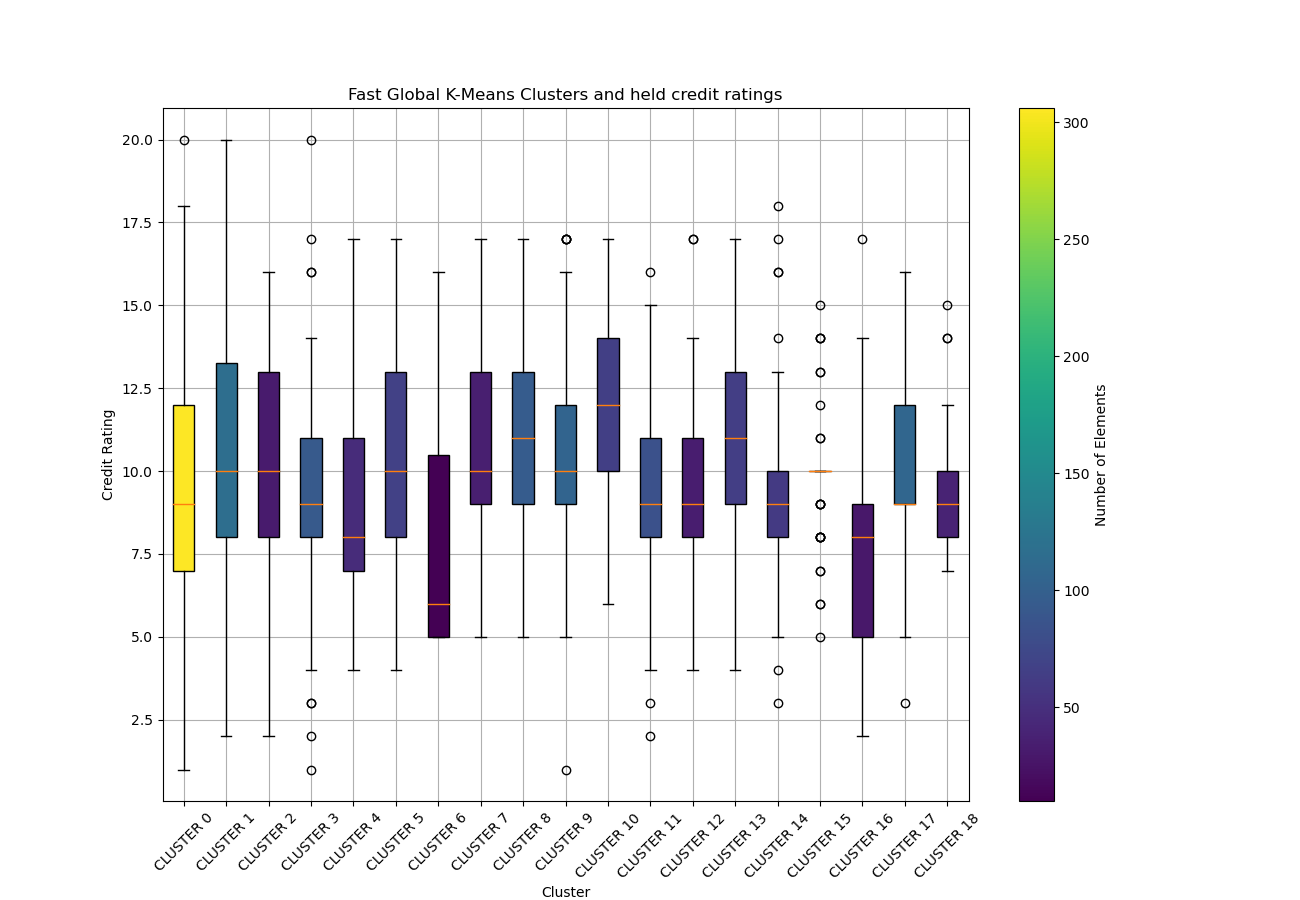 Fast Global K-Means Clusters and held credit ratings
20.0
17.5
15.0
12.5
10.0
7.5
5.0
2.5
Credit Rating
CLUSTER 0
CLUSTER 1
CLUSTER 2
CLUSTER 3
CLUSTER 4
CLUSTER 5
CLUSTER 6
CLUSTER 7
CLUSTER 8
CLUSTER 9
CLUSTER 10
CLUSTER 11
CLUSTER 12
CLUSTER 13
CLUSTER 14
CLUSTER 15
CLUSTER 16
CLUSTER 17
CLUSTER 18
Cluster
300
250
200
150
100
50
Number of Elements